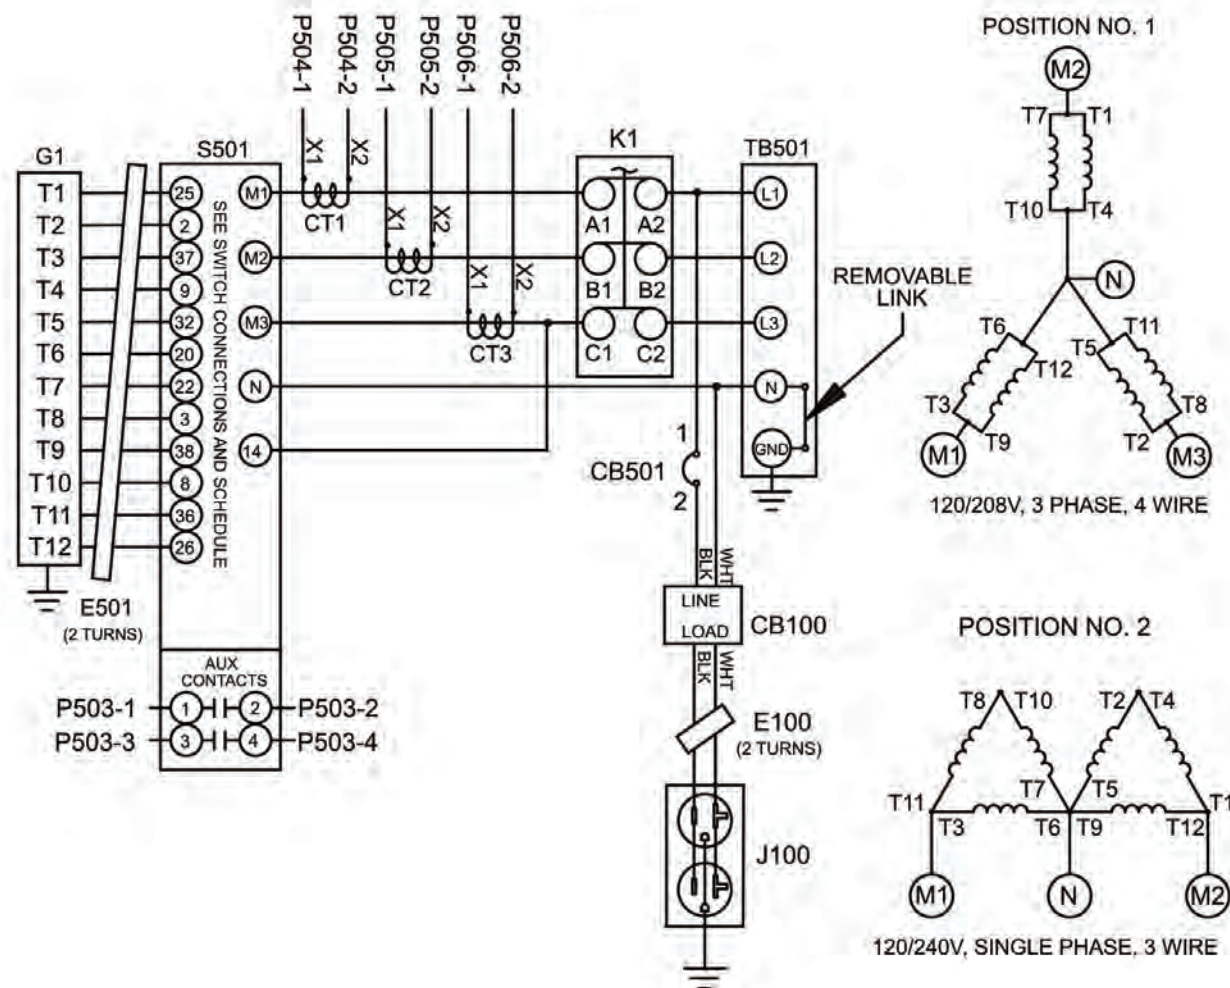 P504-1
P504-2
P505-1
P505-2
P506-1
P506-2
X1
X2
CT1
X1
X2
CT2
X1
X2
CT3
G1
T1
T2
T3
T4
T5
T6
T7
T8
T9
T10
T11
T12
E501
(2 TURNS)
S501
25
2
37
9
32
20
22
3
38
8
36
26
SEE SWITCH CONNECTIONS AND SCHEDULE
M1
M2
M3
N
14
AUX
CONTACTS
P503-1
1
2
P503-2
P503-3
3
4
P503-4
K1
A1
A2
B1
B2
C1
C2
TB501
L1
L2
L3
N
GND
REMOVABLE
LINK
1
CB501
2
BLK
WHT
LINE
LOAD
CB100
BLK
WHT
E100
(2 TURNS)
J100
POSITION NO. 1
M2
T7
T1
T10
T4
N
T6
T11
T5
T12
T3
T8
T9
T2
M1
M3
120/208V, 3 PHASE, 4 WIRE
POSITION NO. 2
T8
T10
T2
T4
T7
T5
T11
T1
T3
T6
T9
T12
M1
N
M2
120/240V, SINGLE PHASE, 3 WIRE